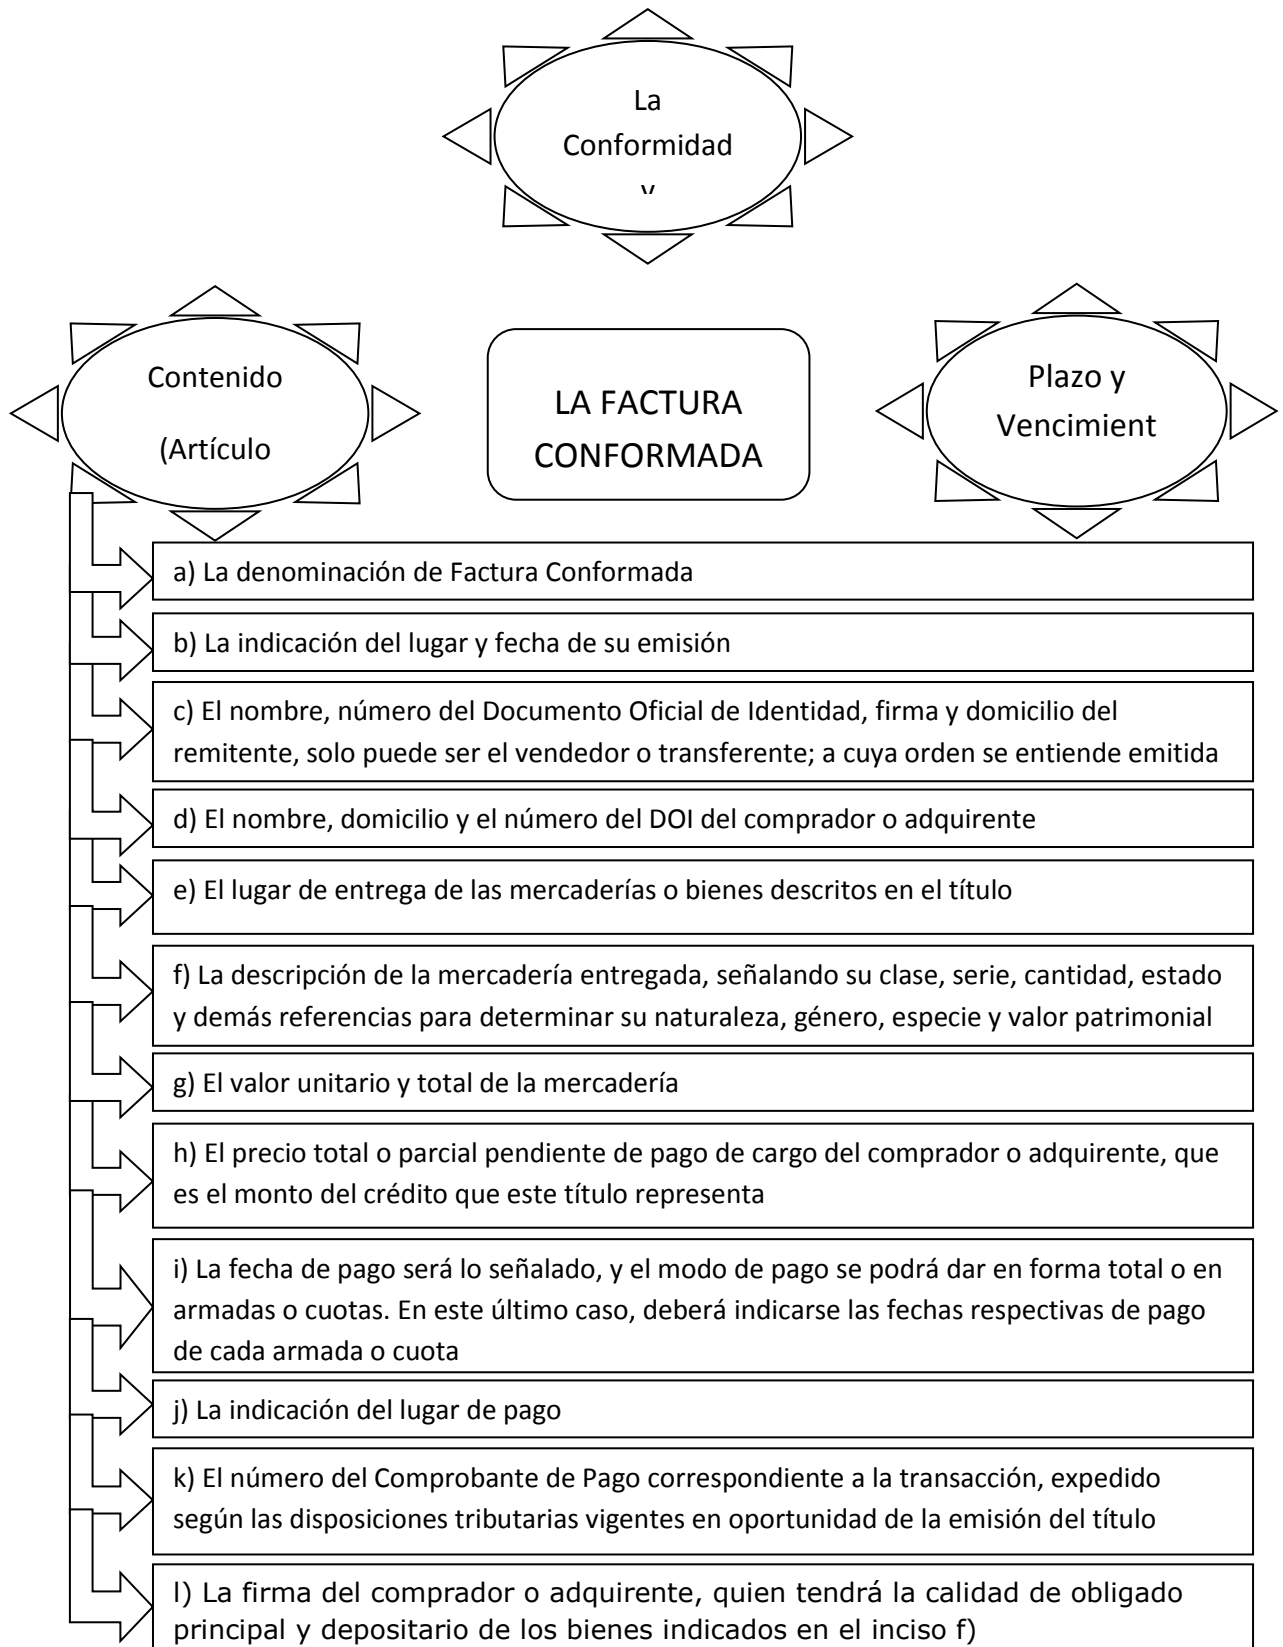 La
Conformidad
y
Contenido
(Artículo
LA FACTURA
CONFORMADA
Plazo y
Vencimient
a) La denominación de Factura Conformada
b) La indicación del lugar y fecha de su emisión
c) El nombre, número del Documento Oficial de Identidad, firma y domicilio del
remitente, solo puede ser el vendedor o transferente; a cuya orden se entiende emitida
d) El nombre, domicilio y el número del DOI del comprador o adquirente
e) El lugar de entrega de las mercaderías o bienes descritos en el título
f) La descripción de la mercadería entregada, señalando su clase, serie, cantidad, estado
y demás referencias para determinar su naturaleza, género, especie y valor patrimonial
g) El valor unitario y total de la mercadería
h) El precio total o parcial pendiente de pago de cargo del comprador o adquirente, que
es el monto del crédito que este título representa
i) La fecha de pago será lo señalado, y el modo de pago se podrá dar en forma total o en
armadas o cuotas. En este último caso, deberá indicarse las fechas respectivas de pago
de cada armada o cuota
j) La indicación del lugar de pago
k) El número del Comprobante de Pago correspondiente a la transacción, expedido
según las disposiciones tributarias vigentes en oportunidad de la emisión del título
l) La firma del comprador o adquirente, quien tendrá la calidad de obligado
principal y depositario de los bienes indicados en el inciso f)